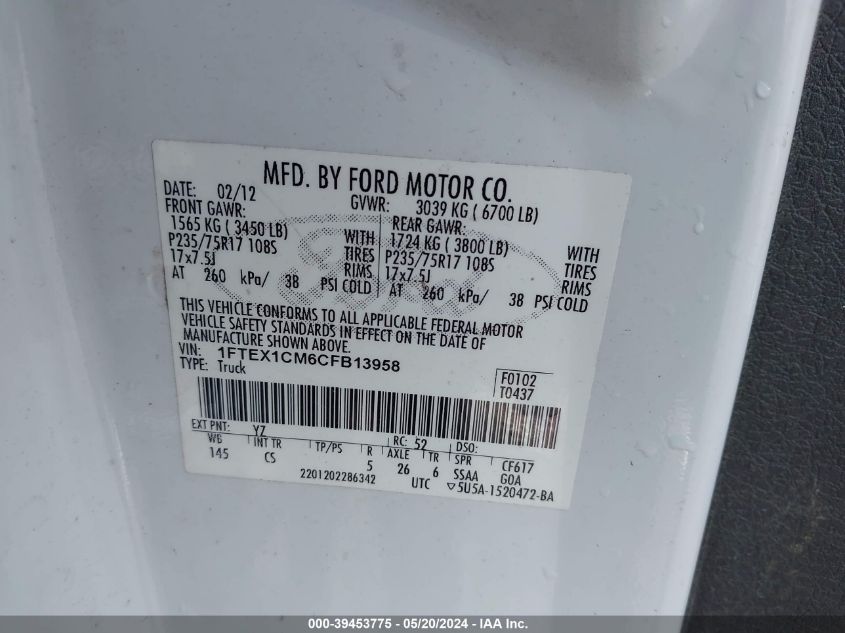 MFD. BY FORD MOTOR CO.
DATE: 02/12 GVWR: 3039 KG ( 6700 LB)
FRONT GAWR: REAR GAWR:
1565 KG ( 3450 LB) WITH 1724 KG ( 3800 LB) WITH
P235/75R17 108S TIRES P235/75R17 108S TIRES
17x7.5J RIMS 17x7.5J RIMS
AT 260 kPa/ 38 PSI COLD AT 260 kPa/ 38 PSI COLD
THIS VEHICLE CONFORMS TO ALL APPLICABLE FEDERAL MOTOR
VEHICLE SAFETY STANDARDS IN EFFECT ON THE DATE OF
MANUFACTURE SHOWN ABOVE.
VIN: 1FTEX1CM6CFB13958
TYPE: Truck
F0102
T0437
EXT PNT: YZ RC: 52 DSO:
WB INT TR TP/PS R AXLE TR SPR CF617
145 CS 5 26 6 SSAA G0A
2201202286342 UTC ▽5U5A-1520472-BA
Ford
000-39453775 - 05/20/2024 - IAA Inc.